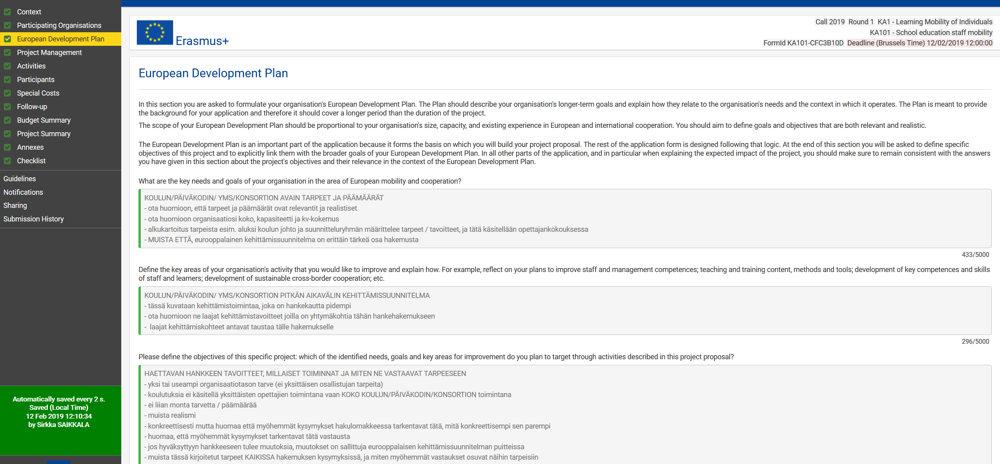 Context
Participating Organisations
European Development Plan
Project Management
Activities
Participants
Special Costs
Follow-up
Budget Summary
Project Summary
Annexes
Checklist
Guidelines
Notifications
Sharing
Submission History
Automatically saved every 2 s.
Saved (Local Time)
12 Feb 2019 12:10:34
by Sirkka SAIKKALA
Erasmus+
Call 2019 Round 1 KA1 - Learning Mobility of Individuals
KA101 - School education staff mobility
FormId KA101-CFC3B10D Deadline (Brussels Time) 12/02/2019 12:00:00
European Development Plan
In this section you are asked to formulate your organisation's European Development Plan. The Plan should describe your organisation's longer-term goals and explain how they relate to the organisation's needs and the context in which it operates. The Plan is meant to provide
the background for your application and therefore it should cover a longer period than the duration of the project.
The scope of your European Development Plan should be proportional to your organisation's size, capacity, and existing experience in European and international cooperation. You should aim to define goals and objectives that are both relevant and realistic.
The European Development Plan is an important part of the application because it forms the basis on which you will build your project proposal. The rest of the application form is designed following that logic. At the end of this section you will be asked to define specific
objectives of this project and to explicitly link them with the broader goals of your European Development Plan. In all other parts of the application, and in particular when explaining the expected impact of the project, you should make sure to remain consistent with the answers
you have given in this section about the project's objectives and their relevance in the context of the European Development Plan.
What are the key needs and goals of your organisation in the area of European mobility and cooperation?
KOULUN/PÄIVÄKODIN/ YMS/KONSORTION AVAIN TARPEET JA PÄÄMÄÄRÄT
- ota huomioon, että tarpeet ja päämäärät ovat relevantit ja realistiset
- ota huomioon organisaatiosi koko, kapasiteetti ja kv-kokemus
- alkukartoitus tarpeista esim. aluksi koulun johto ja suunnitteluryhmän määrittelee tarpeet / tavoitteet, ja tätä käsitellään opettajankokouksessa
- MUISTA ETTÄ, eurooppalainen kehittämissuunnitelma on erittäin tärkeä osa hakemusta
433/5000
Define the key areas of your organisation's activity that you would like to improve and explain how. For example, reflect on your plans to improve staff and management competences; teaching and training content, methods and tools; development of key competences and skills
of staff and learners; development of sustainable cross-border cooperation; etc.
KOULUN/PÄIVÄKODIN/ YMS/KONSORTION PITKÄN AIKAVÄLIN KEHITTÄMISSUUNNITELMA
- tässä kuvataan kehittämistoimintaa, joka on hankekautta pidempi
- ota huomioon ne laajat kehittämistavoitteet joilla on yhtymäkohtia tähän hankehakemukseen
- laajat kehittämiskohteet antavat taustaa tälle hakemukselle
296/5000
Please define the objectives of this specific project: which of the identified needs, goals and key areas for improvement do you plan to target through activities described in this project proposal?
HAETTAVAN HANKKEEN TAVOITTEET, MILLAISET TOIMINNAT JA MITEN NE VASTAAVAT TARPEESEEN
- yksi tai useampi organisaatiotason tarve (ei yksittäisen osallistujan tarpeita)
- koulutuksia ei käsitellä yksittäisten opettajien toimintana vaan KOKO KOULUN/PÄIVÄKODIN/KONSORTION toimintana
- ei liian monta tarvetta / päämäärää
- muista realismi
- konkreettisesti mutta huomaa että myöhemmät kysymykset hakulomakkeessa tarkentavat tätä, mitä konkreettisempi sen parempi
- huomaa, että myöhemmät kysymykset tarkentavat tätä vastausta
- jos hyväksyttyyn hankkeeseen tulee muutoksia, muutokset on sallittuja eurooppalaisen kehittämissuunnitelman puitteissa
- muista tässä kirjoitetut tarpeet KAIKISSA hakemuksen kysymyksissä, ja miten myöhemmät vastaukset osuvat näihin tarpeisiin